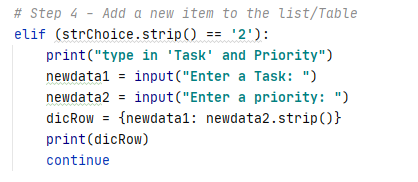 # Step 4 - Add a new item to the list/Table
elif (strChoice.strip() == '2'):
    print("type in 'Task' and Priority")
    newdata1 = input("Enter a Task: ")
    newdata2 = input("Enter a priority: ")
    dicRow = {newdata1: newdata2.strip()}
    print(dicRow)
    continue